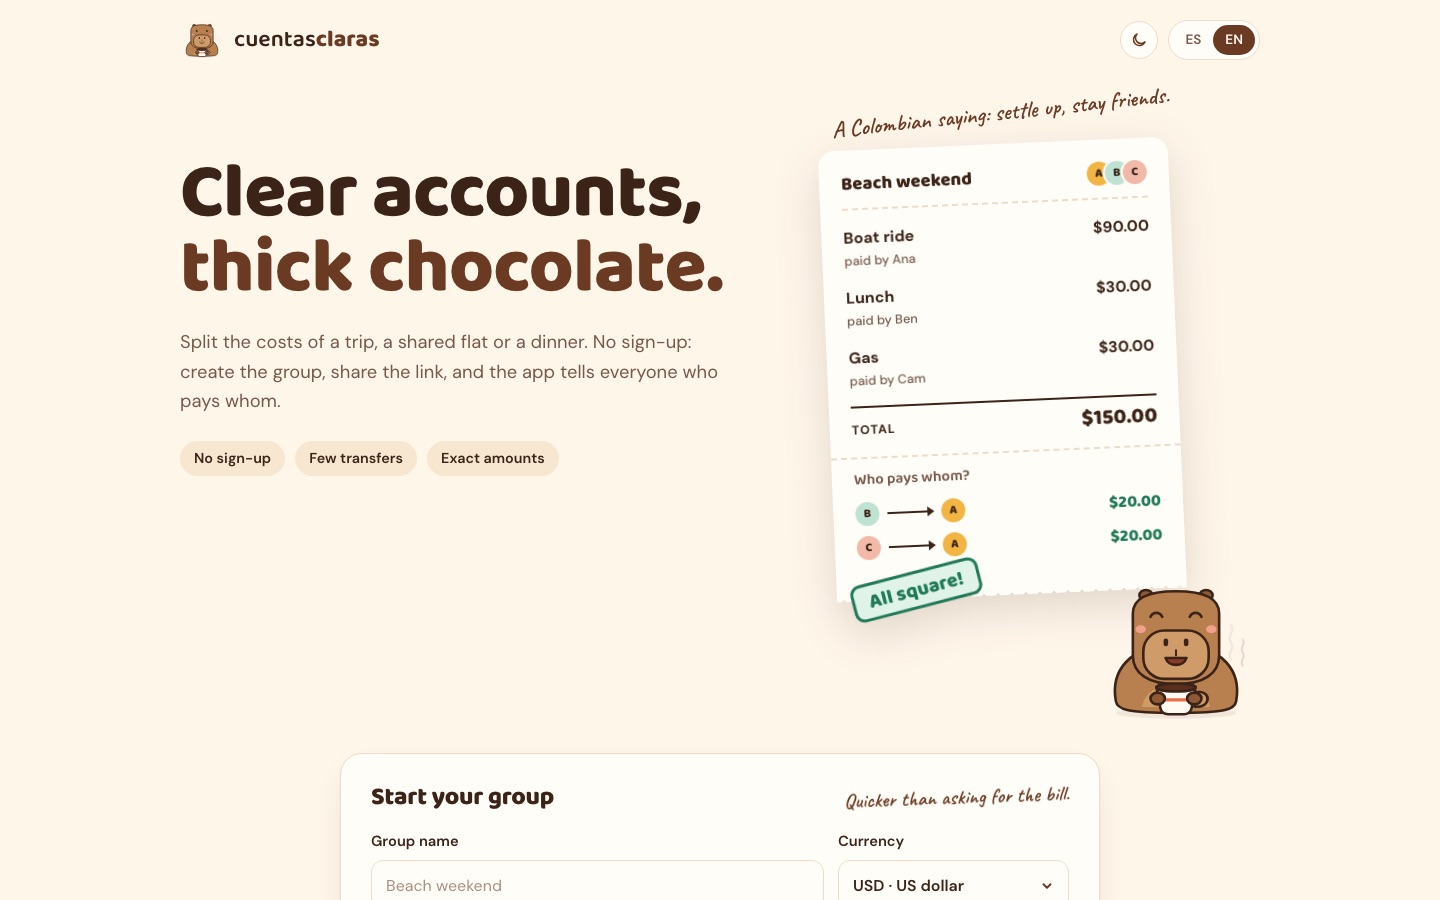 cuentasclaras
ES EN
A Colombian saying: settle up, stay friends.
Clear accounts,
thick chocolate.
Split the costs of a trip, a shared flat or a dinner. No sign-up:
create the group, share the link, and the app tells everyone who
pays whom.
No sign-up Few transfers Exact amounts
Beach weekend A B C
Boat ride $90.00
paid by Ana
Lunch $30.00
paid by Ben
Gas $30.00
paid by Cam
TOTAL $150.00
Who pays whom?
B A $20.00
C A $20.00
All square!
Start your group Quicker than asking for the bill.
Group name Currency
Beach weekend USD · US dollar